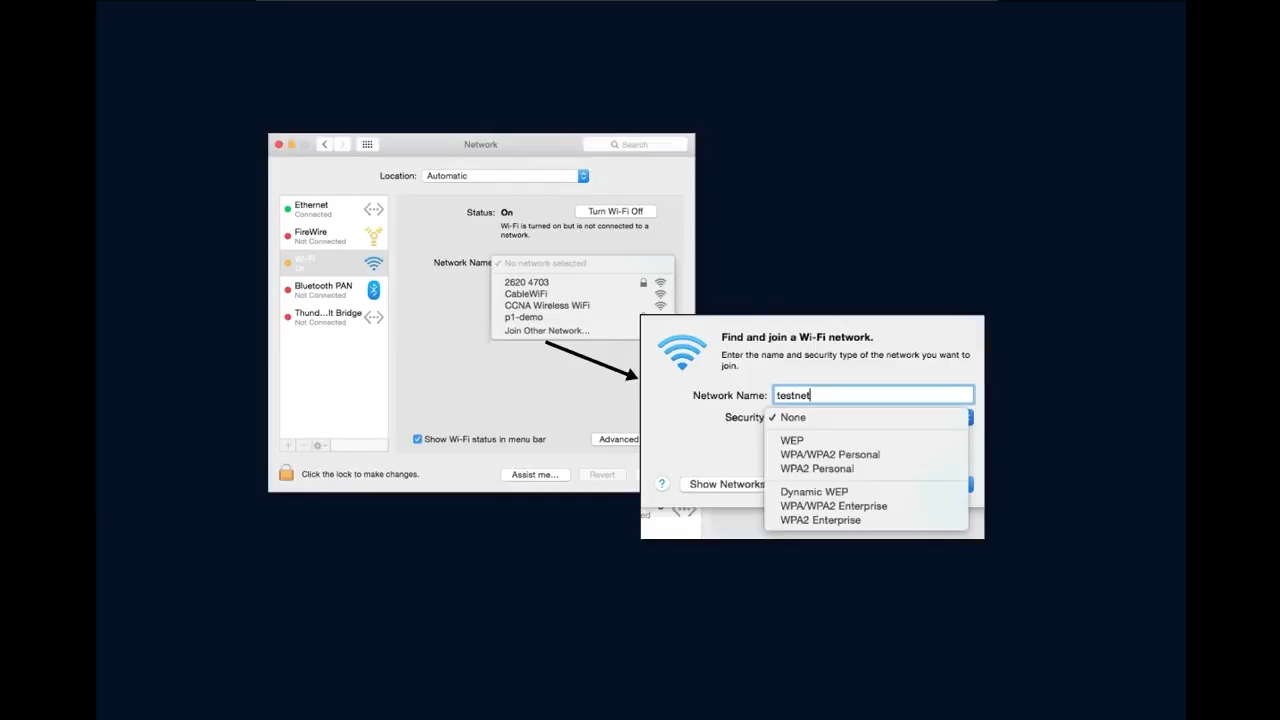 Network
Search
Location: Automatic
Ethernet
Connected
FireWire
Not Connected
Wi-Fi
On
Bluetooth PAN
Not Connected
Thund...lt Bridge
Not Connected
Status: On
Turn Wi-Fi Off
Wi-Fi is turned on but is not connected to a
network.
Network Name
✓ No network selected
2620 4703
CableWiFi
CCNA Wireless WiFi
p1-demo
Join Other Network...
✓ Show Wi-Fi status in menu bar
Advanced
Click the lock to make changes.
Assist me...
Revert
Find and join a Wi-Fi network.
Enter the name and security type of the network you want to
join.
Network Name: testnet
Security ✓ None
WEP
WPA/WPA2 Personal
WPA2 Personal
Dynamic WEP
WPA/WPA2 Enterprise
WPA2 Enterprise
? Show Networks
ed